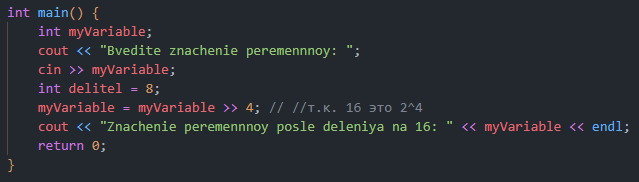 int main() {
int myVariable;
cout << "Bvedite znachenie peremennnoy: ";
cin >> myVariable;
int delitel = 8;
myVariable = myVariable >> 4; // //т.к. 16 это 2^4
cout << "Znachenie peremennnoy posle deleniya na 16: " << myVariable << endl;
return 0;
}